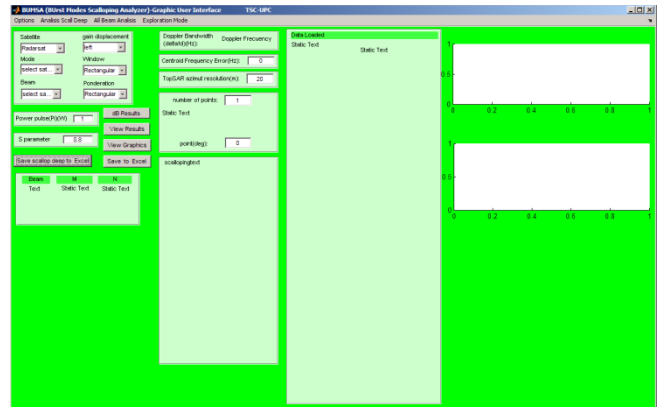 BUMSA (BUrst Modes Scalloping Analyzer)-Graphic User Interface TSC-UPC
Options Analiss Scall Deep All Beam Analisis Exploration Mode
Satellite gain displacement
Radarsat left
Mode Window
select sat... Rectangular
Beam Ponderation
select sa... Rectangular
Power pulse(Pi)(W) 1
S parameter 0.8
Save scallop deep to Excel
dB Results
View Results
View Graphics
Save to Excel
Beam M N
Text Static Text Static Text
Doppler Bandwidth Doppler Frecuency
(deltafd)(Hz):
Centroid Frequency Error(Hz): 0
TopSAR azimut resolution(m): 20
number of points: 1
Static Text
point(deg): 0
scallopingtext
Data Loaded
Static Text
Static Text
1
0.5
0
0 0.2 0.4 0.6 0.8 1
1
0.5
0
0 0.2 0.4 0.6 0.8 1